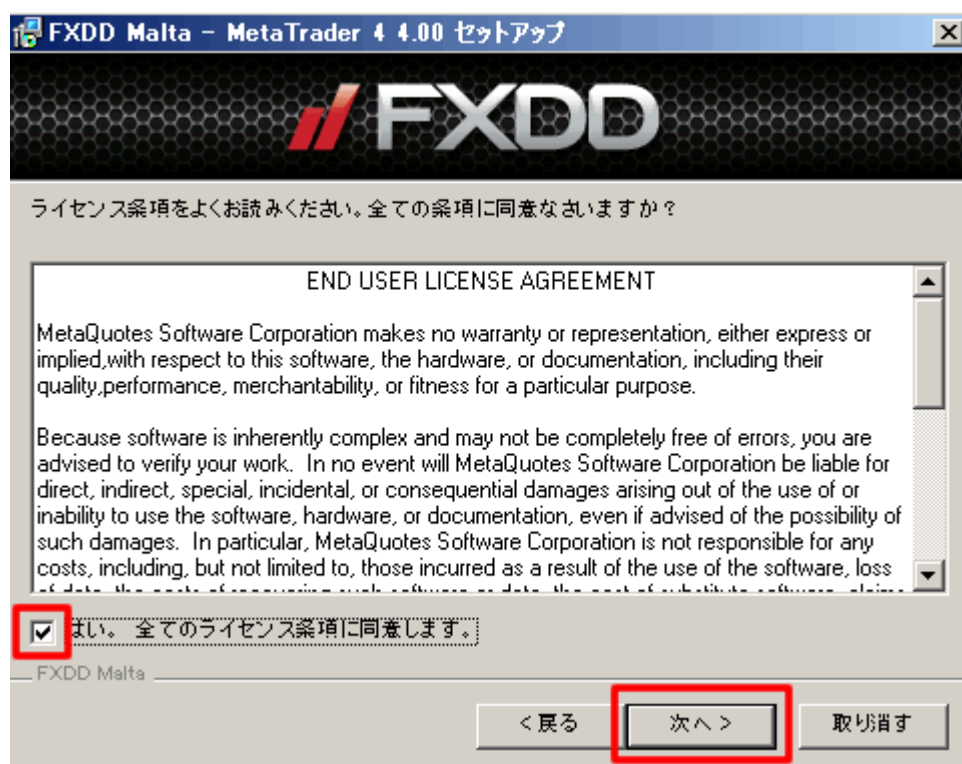 FXDD Malta - MetaTrader 4 4.00 セットアップ
FXDD
ライセンス条項をよくお読みください。全ての条項に同意なさいますか?
END USER LICENSE AGREEMENT
MetaQuotes Software Corporation makes no warranty or representation, either express or
implied,with respect to this software, the hardware, or documentation, including their
quality,performance, merchantability, or fitness for a particular purpose.
Because software is inherently complex and may not be completely free of errors, you are
advised to verify your work.  In no event will MetaQuotes Software Corporation be liable for
direct, indirect, special, incidental, or consequential damages arising out of the use of or
inability to use the software, hardware, or documentation, even if advised of the possibility of
such damages.  In particular, MetaQuotes Software Corporation is not responsible for any
costs, including, but not limited to, those incurred as a result of the use of the software, loss
はい。 全てのライセンス条項に同意します。
FXDD Malta
< 戻る
次へ >
取り消す